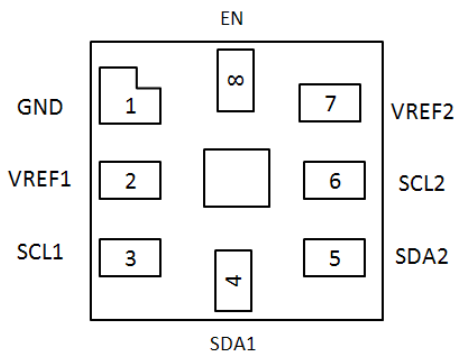 EN
8
GND 1 7 VREF2
VREF1 2 6 SCL2
SCL1 3 5 SDA2
4
SDA1